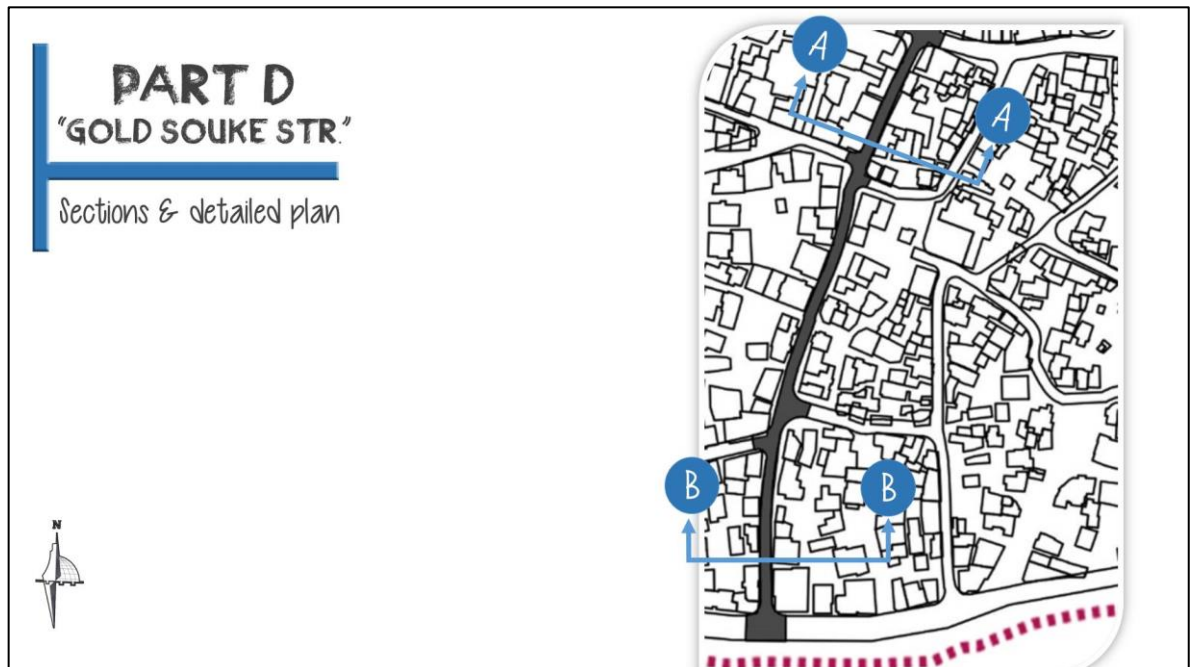 PART D
"GOLD SOUKE STR."
Sections & detailed plan
A
A
B
B
N